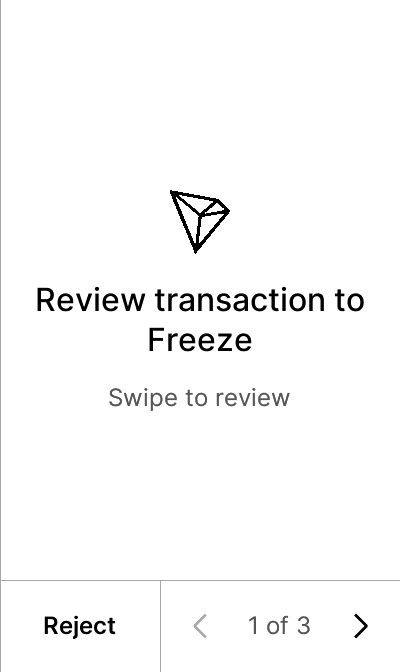 Review transaction to
Freeze
Swipe to review
Reject
1 of 3